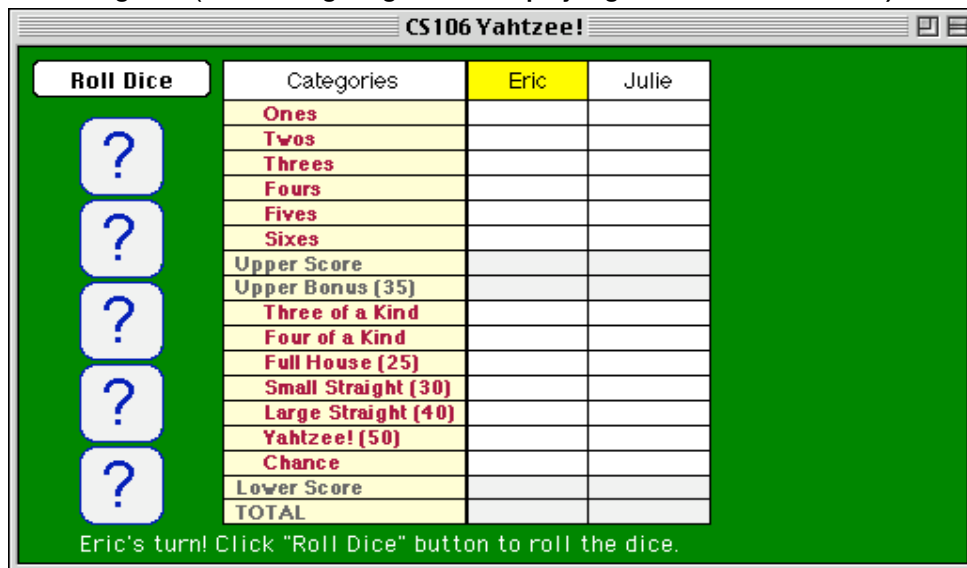 CS106 Yahtzee!
Roll Dice
Categories Eric Julie
Ones
?
Twos
Threes
Fours
?
Fives
Sixes
Upper Score
Upper Bonus (35)
?
Three of a Kind
Four of a Kind
Full House (25)
?
Small Straight (30)
Large Straight (40)
Yahtzee! (50)
?
Chance
Lower Score
TOTAL
Eric's turn! Click "Roll Dice" button to roll the dice.